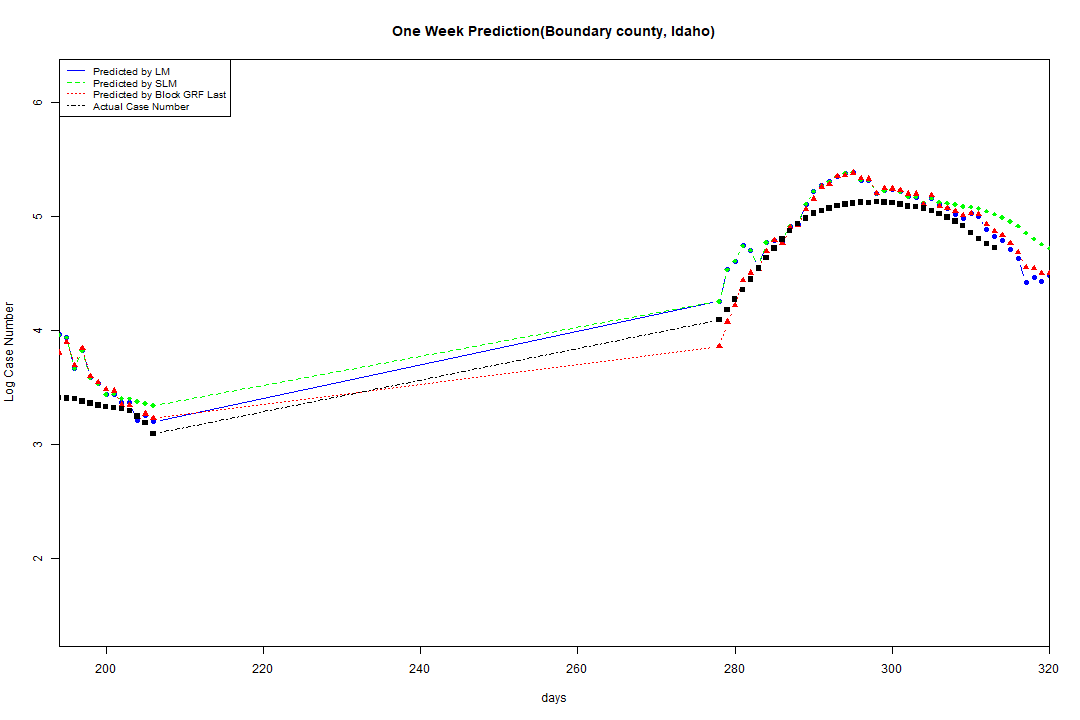 One Week Prediction(Boundary county, Idaho)
Predicted by LM
Predicted by SLM
Predicted by Block GRF Last
Actual Case Number
6
5
4
3
2
Log Case Number
200 220 240 260 280 300 320
days